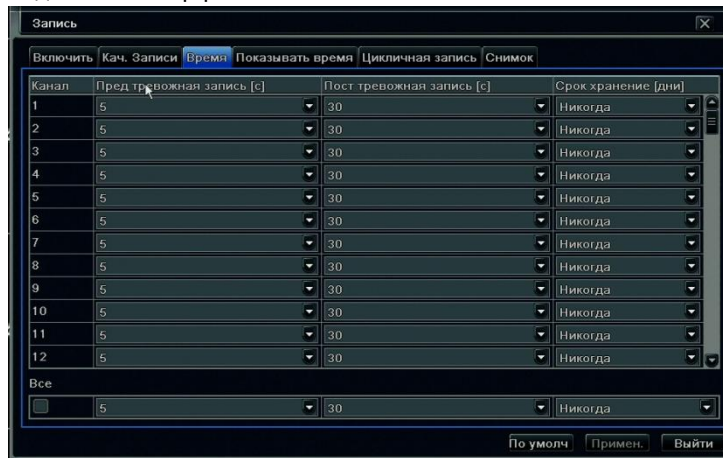 Запись
Включить Кач. Записи Время Показывать время Цикличная запись Снимок
Канал Пред тревожная запись [с] Пост тревожная запись [с] Срок хранение [дни]
1 5 30 Никогда
2 5 30 Никогда
3 5 30 Никогда
4 5 30 Никогда
5 5 30 Никогда
6 5 30 Никогда
7 5 30 Никогда
8 5 30 Никогда
9 5 30 Никогда
10 5 30 Никогда
11 5 30 Никогда
12 5 30 Никогда
Все
5 30 Никогда
По умолч Примен. Выйти